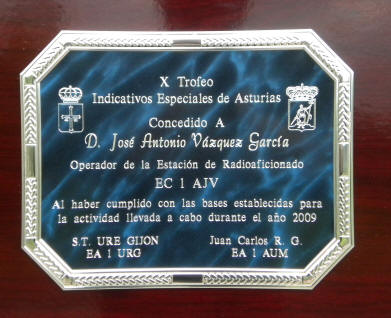 X Trofeo
Indicativos Especiales de Asturias
Concedido A
D. José Antonio Vázquez García
Operador de la Estación de Radioaficionado
EC 1 AJV
Al haber cumplido con las bases establecidas para
la actividad llevada a cabo durante el año 2009
S.T. URE GIJON Juan Carlos R. G.
EA 1 URG EA 1 AUM